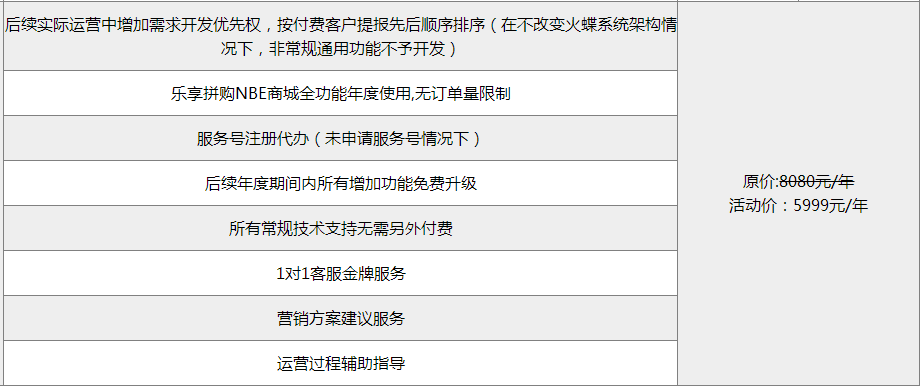 后续实际运营中增加需求开发优先权，按付费客户提报先后顺序排序（在不改变火蝶系统架构情
况下，非常规通用功能不予开发）
乐享拼购NBE商城全功能年度使用,无订单量限制
服务号注册代办（未申请服务号情况下）
后续年度期间内所有增加功能免费升级
所有常规技术支持无需另外付费
1对1客服金牌服务
营销方案建议服务
运营过程辅助指导
原价:8080元/年
活动价：5999元/年